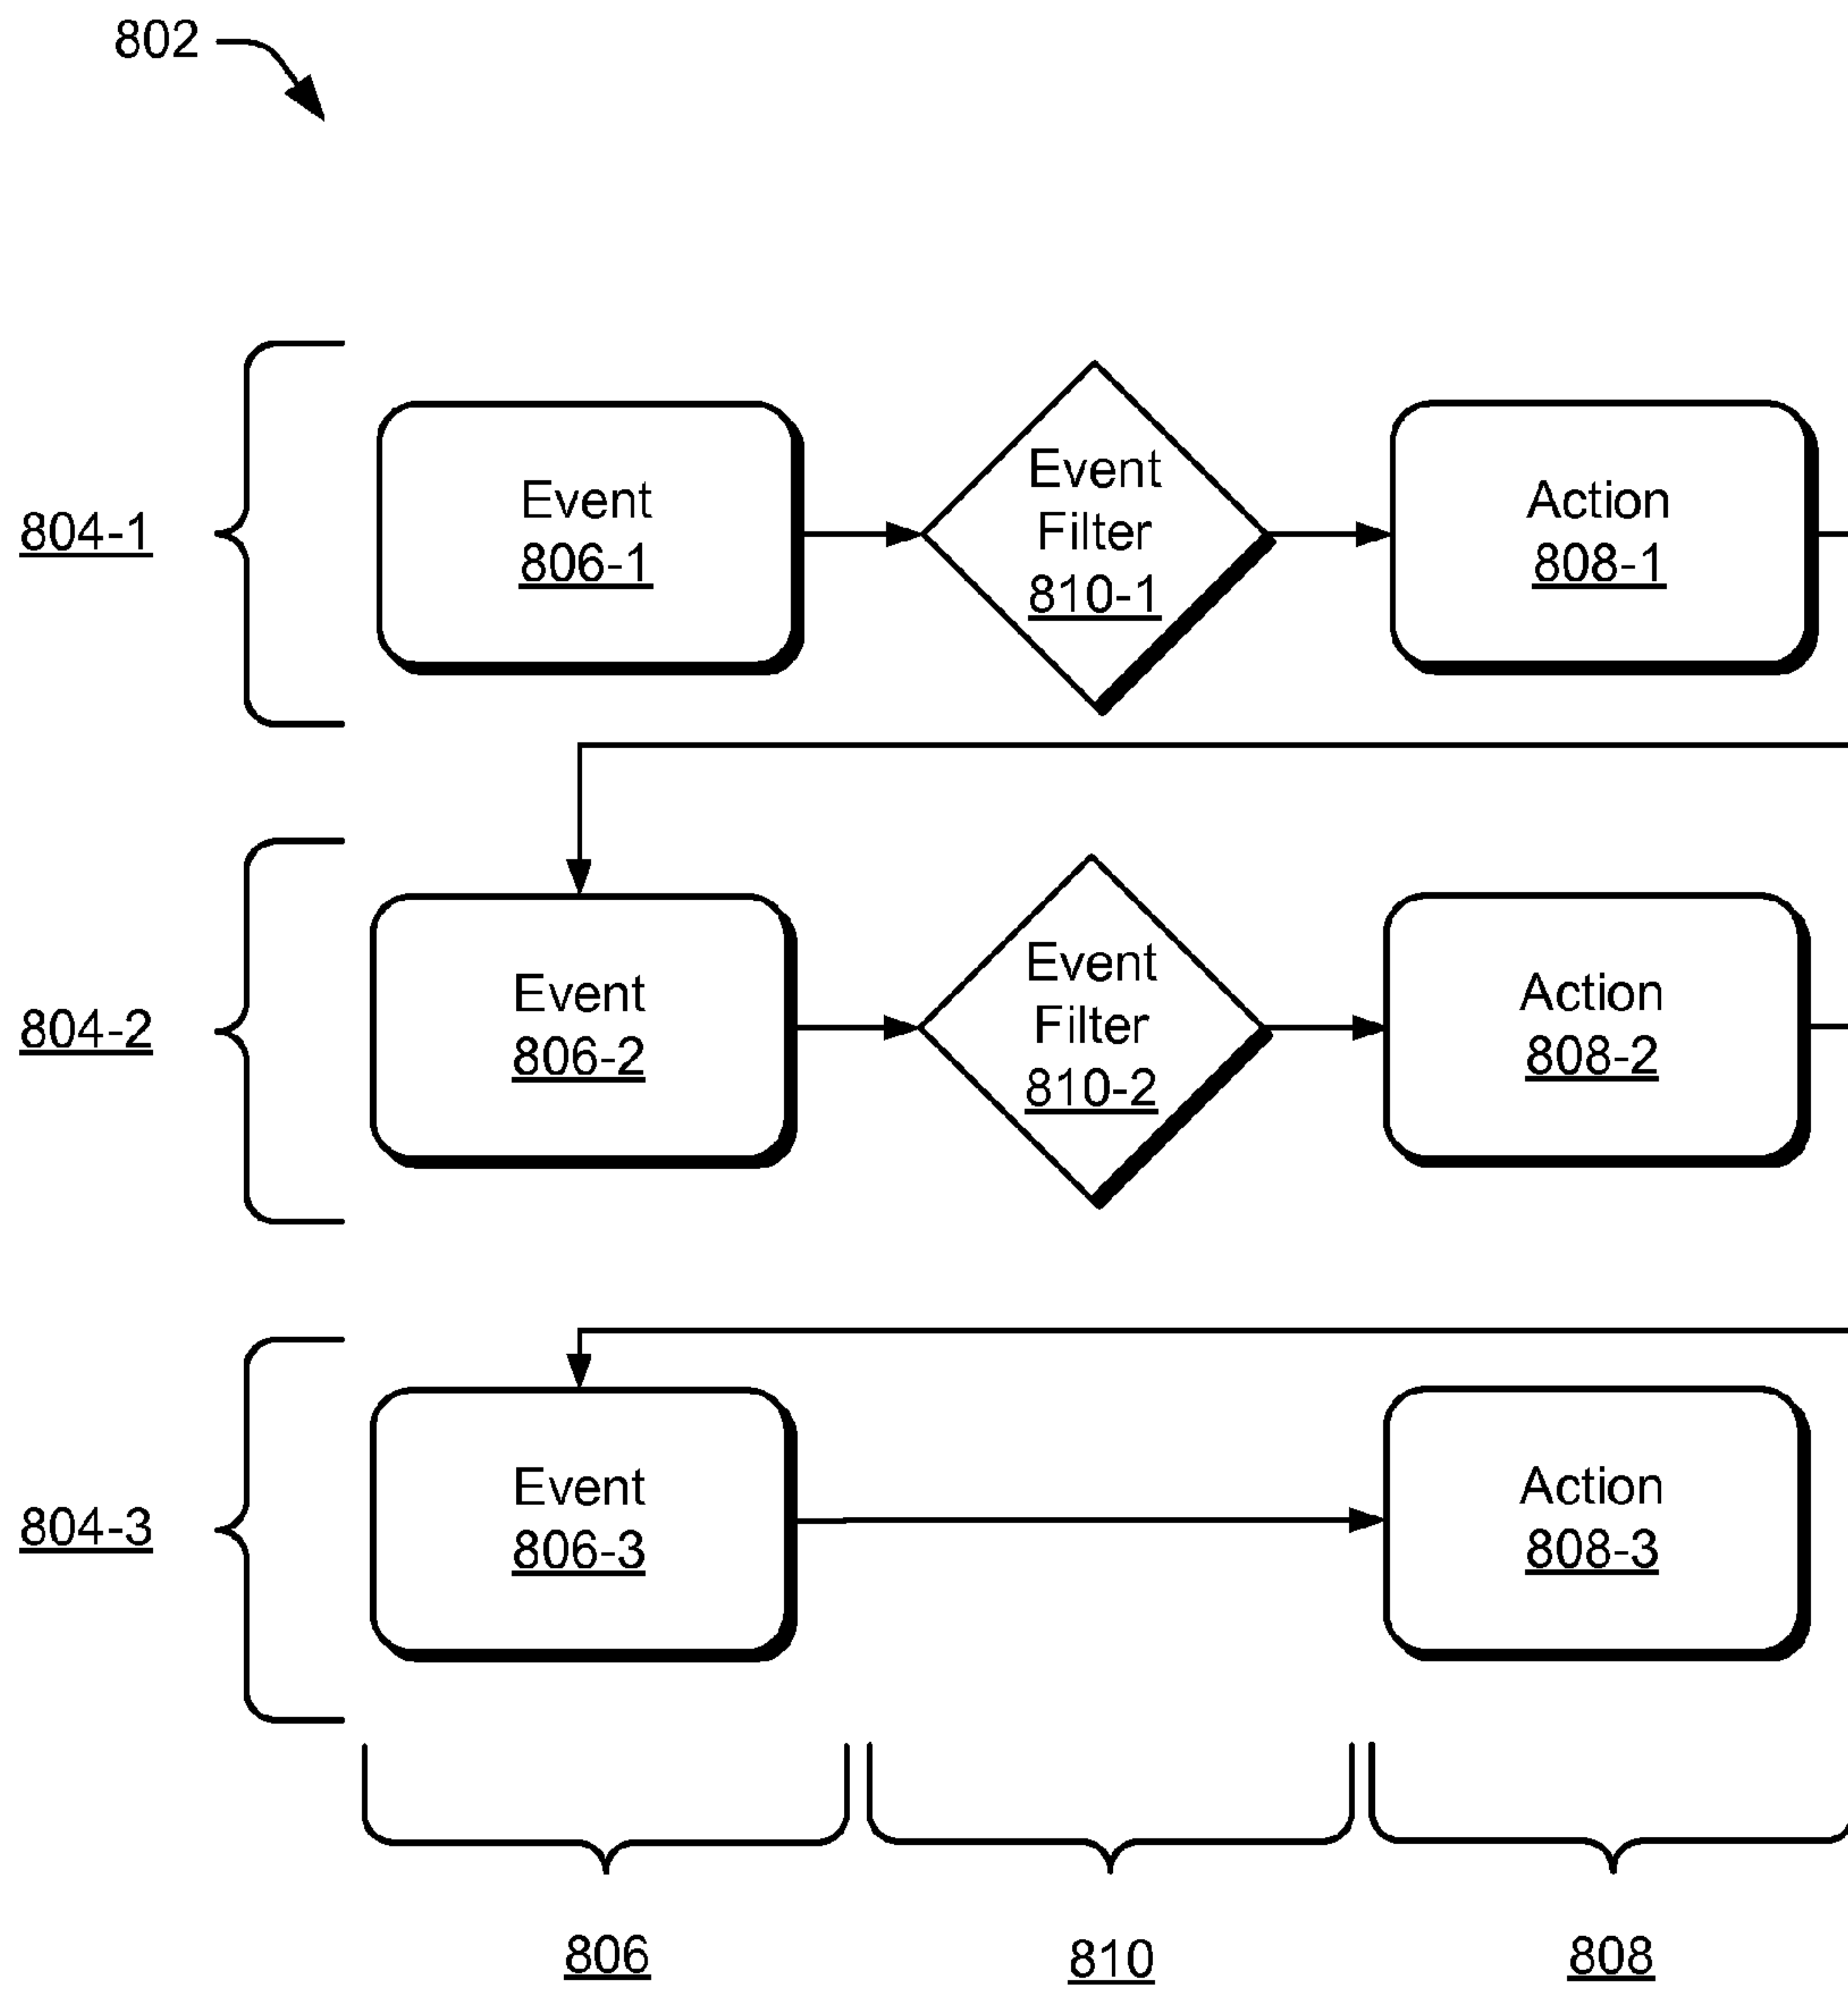 802
804-1
Event
806-1
Event
Filter
810-1
Action
808-1
804-2
Event
806-2
Event
Filter
810-2
Action
808-2
804-3
Event
806-3
Action
808-3
806
810
808